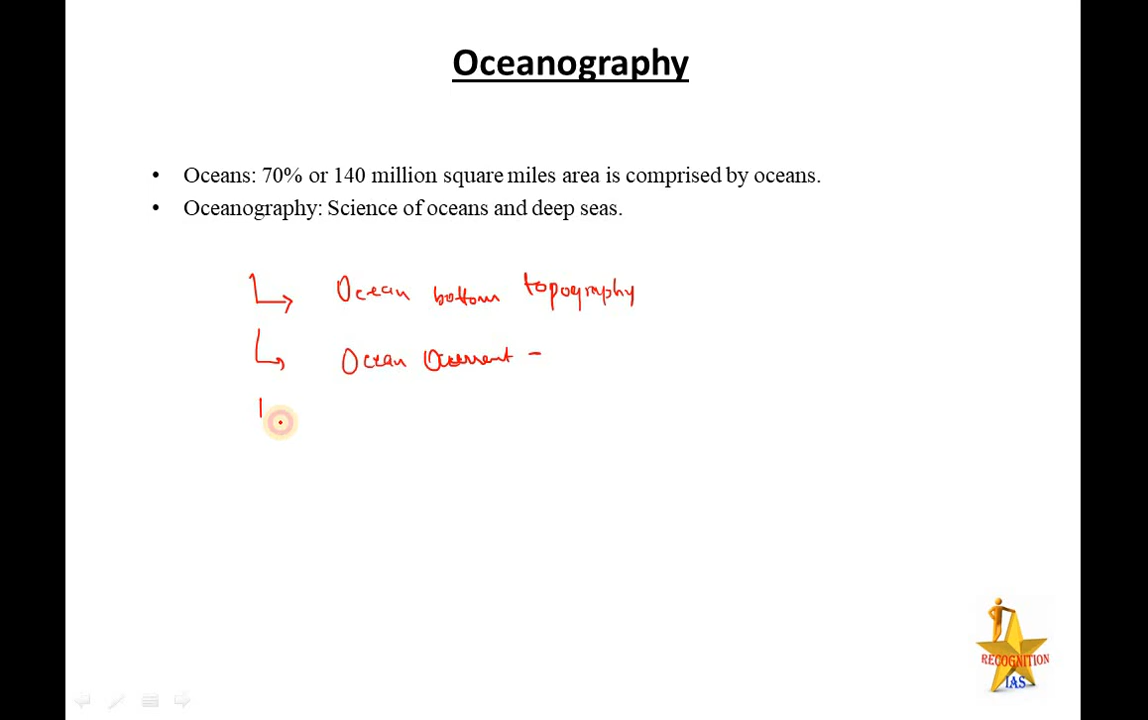 Oceanography
• Oceans: 70% or 140 million square miles area is comprised by oceans.
• Oceanography: Science of oceans and deep seas.
Ocean bottom topography
Ocean
RECOGNITION
IAS